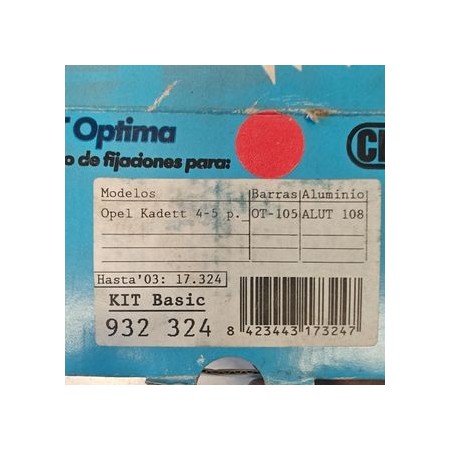 Optima
o de fijaciones para:
Modelos Barras Aluminio
Opel Kadett 4-5 p. OT-105 ALUT 108
Hasta'03: 17.324
KIT Basic
932 324
8 423443 173247